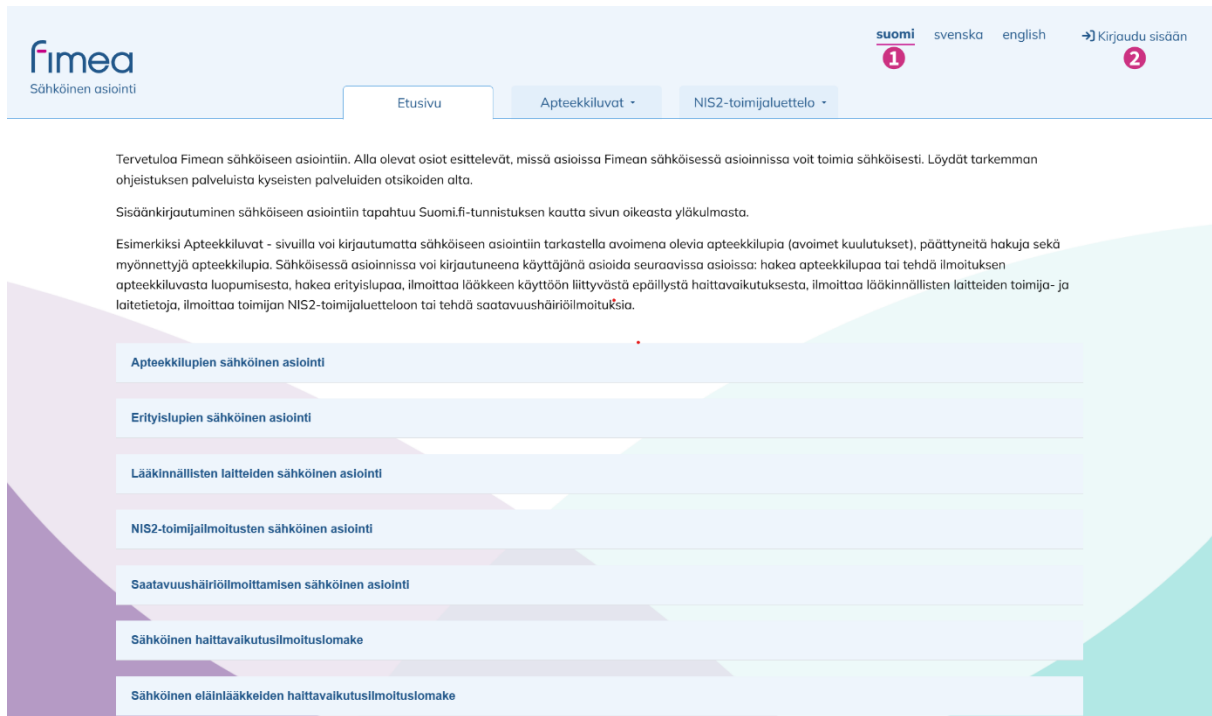 suomi svenska english Kirjaudu sisään
1 2
Fimea
Sähköinen asiointi
Etusivu Apteekkiluvat NIS2-toimijaluettelo
Tervetuloa Fimean sähköiseen asiointiin. Alla olevat osiot esittelevät, missä asioissa Fimean sähköisessä asioinnissa voit toimia sähköisesti. Löydät tarkemman
ohjeistuksen palveluista kyseisten palveluiden otsikoiden alta.
Sisäänkirjautuminen sähköiseen asiointiin tapahtuu Suomi.fi-tunnistuksen kautta sivun oikeasta yläkulmasta.
Esimerkiksi Apteekkiluvat - sivuilla voi kirjautumatta sähköiseen asiointiin tarkastella avoimena olevia apteekkilupia (avoimet kuulutukset), päättyneitä hakuja sekä
myönnettyjä apteekkilupia. Sähköisessä asioinnissa voi kirjautuneena käyttäjänä asioida seuraavissa asioissa: hakea apteekkilupaa tai tehdä ilmoituksen
apteekkiluvasta luopumisesta, hakea erityislupaa, ilmoittaa lääkkeen käyttöön liittyvästä epäillystä haittavaikutuksesta, ilmoittaa lääkinnällisten laitteiden toimija- ja
laitetietoja, ilmoittaa toimijan NIS2-toimijaluetteloon tai tehdä saatavuushäiriöilmoituksia.
Apteekkilupien sähköinen asiointi
Erityislupien sähköinen asiointi
Lääkinnällisten laitteiden sähköinen asiointi
NIS2-toimijailmoitusten sähköinen asiointi
Saatavuushäiriöilmoittamisen sähköinen asiointi
Sähköinen haittavaikutusilmoituslomake
Sähköinen eläinlääkkeiden haittavaikutusilmoituslomake